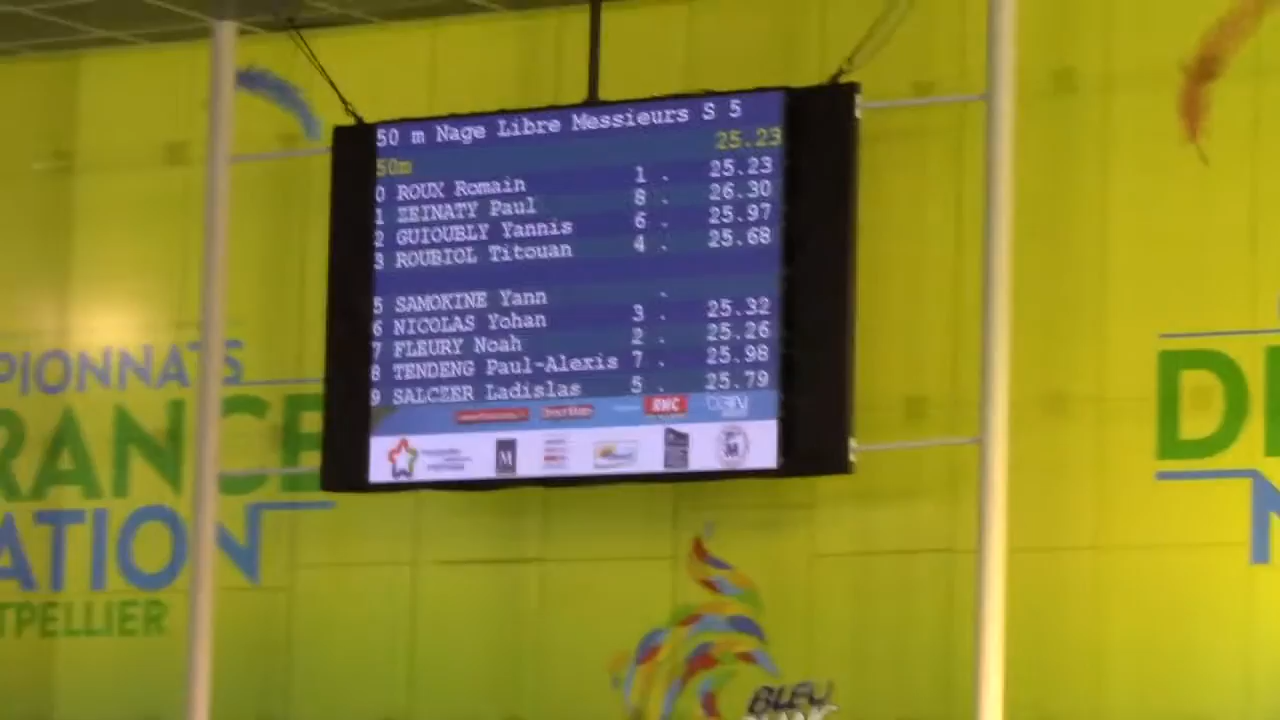 50 m Nage Libre Messieurs S 5
50m 25.23
0 ROUX Romain 1 . 25.23
1 ZEINATY Paul 8 . 26.30
2 GUIOUBLY Yannis 6 . 25.97
3 ROUBIOL Titouan 4 . 25.68
5 SAMOKINE Yann .
6 NICOLAS Yohan 3 . 25.32
7 FLEURY Noah 2 . 25.26
8 TENDENG Paul-Alexis 7 . 25.98
9 SALCZER Ladislas 5 . 25.79
RMC
M
M
PIONNATS
RANCE
ATION
TPELLIER
D
N
BLEU